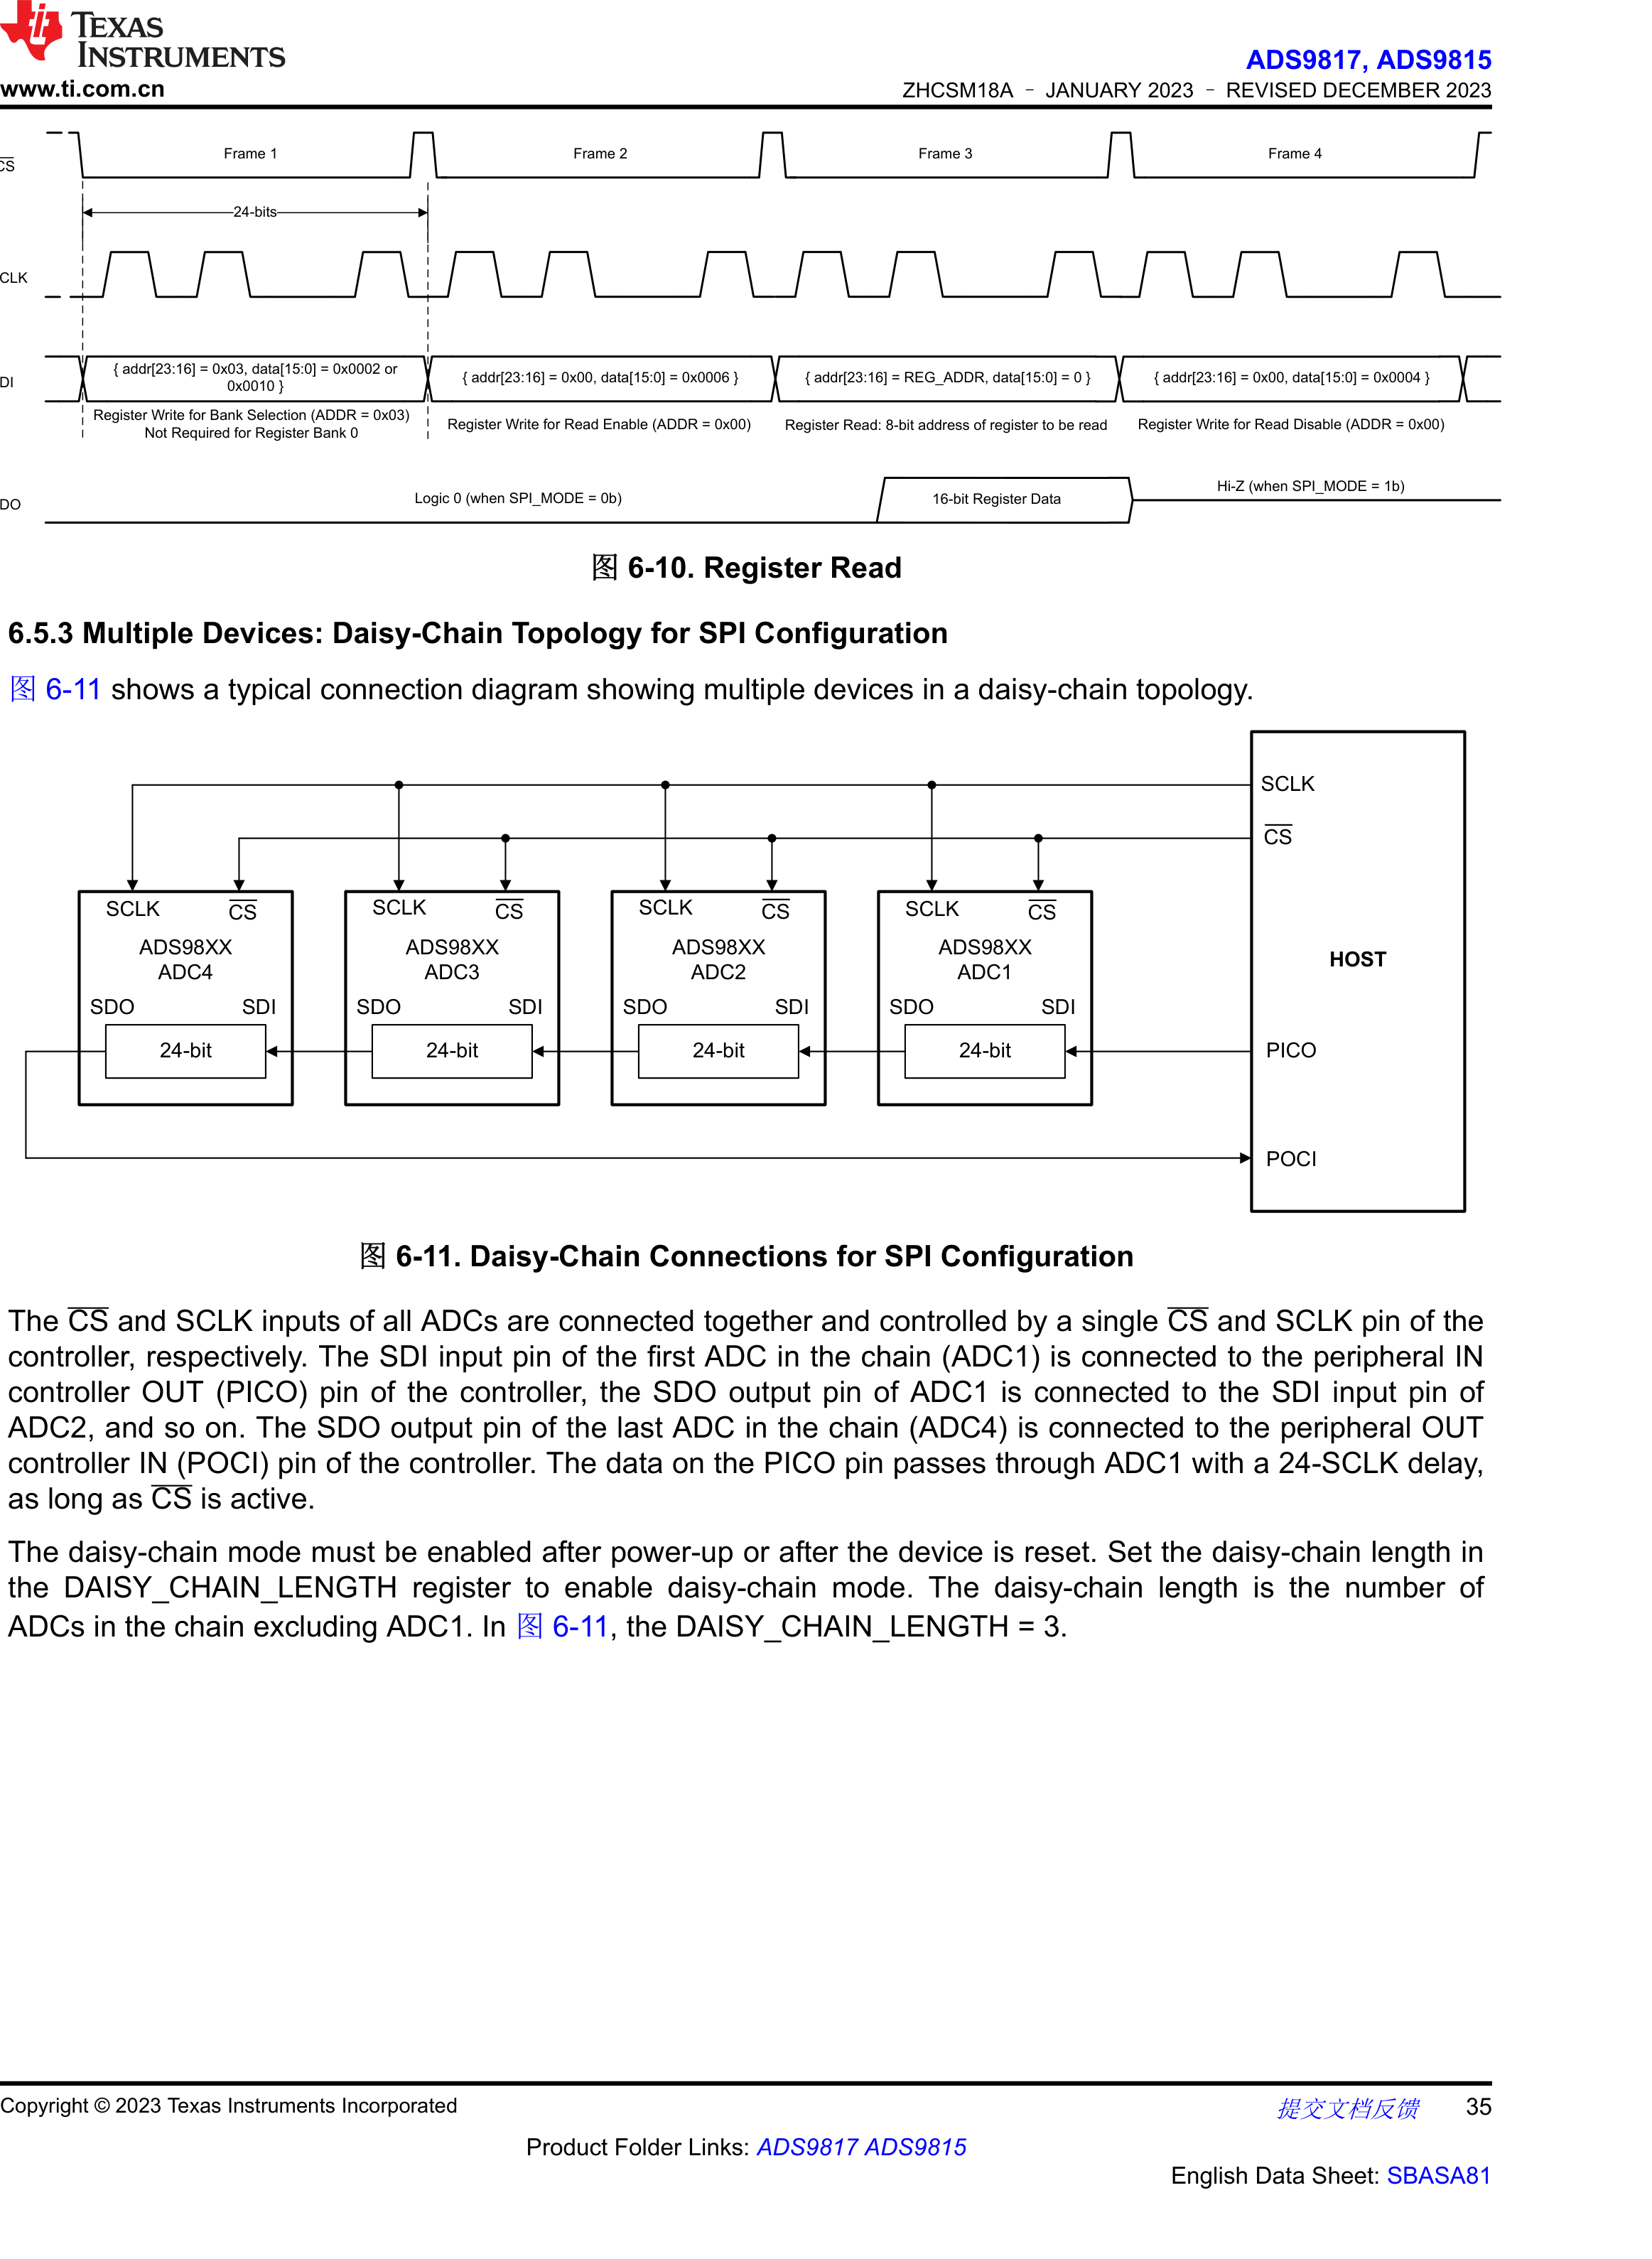 TEXAS
INSTRUMENTS
www.ti.com.cn
ADS9817, ADS9815
ZHCSM18A – JANUARY 2023 – REVISED DECEMBER 2023
CS
Frame 1
Frame 2
Frame 3
Frame 4
24-bits
CLK
DI
{ addr[23:16] = 0x03, data[15:0] = 0x0002 or
0x0010 }
{ addr[23:16] = 0x00, data[15:0] = 0x0006 }
{ addr[23:16] = REG_ADDR, data[15:0] = 0 }
{ addr[23:16] = 0x00, data[15:0] = 0x0004 }
Register Write for Bank Selection (ADDR = 0x03)
Not Required for Register Bank 0
Register Write for Read Enable (ADDR = 0x00)
Register Read: 8-bit address of register to be read
Register Write for Read Disable (ADDR = 0x00)
DO
Logic 0 (when SPI_MODE = 0b)
16-bit Register Data
Hi-Z (when SPI_MODE = 1b)
图 6-10. Register Read
6.5.3 Multiple Devices: Daisy-Chain Topology for SPI Configuration
图 6-11 shows a typical connection diagram showing multiple devices in a daisy-chain topology.
SCLK
CS
SCLK CS
ADS98XX
ADC4
SDO SDI
24-bit
SCLK CS
ADS98XX
ADC3
SDO SDI
24-bit
SCLK CS
ADS98XX
ADC2
SDO SDI
24-bit
SCLK CS
ADS98XX
ADC1
SDO SDI
24-bit
HOST
PICO
POCI
图 6-11. Daisy-Chain Connections for SPI Configuration
The CS and SCLK inputs of all ADCs are connected together and controlled by a single CS and SCLK pin of the
controller, respectively. The SDI input pin of the first ADC in the chain (ADC1) is connected to the peripheral IN
controller OUT (PICO) pin of the controller, the SDO output pin of ADC1 is connected to the SDI input pin of
ADC2, and so on. The SDO output pin of the last ADC in the chain (ADC4) is connected to the peripheral OUT
controller IN (POCI) pin of the controller. The data on the PICO pin passes through ADC1 with a 24-SCLK delay,
as long as CS is active.
The daisy-chain mode must be enabled after power-up or after the device is reset. Set the daisy-chain length in
the DAISY_CHAIN_LENGTH register to enable daisy-chain mode. The daisy-chain length is the number of
ADCs in the chain excluding ADC1. In 图 6-11, the DAISY_CHAIN_LENGTH = 3.
Copyright © 2023 Texas Instruments Incorporated
提交文档反馈 35
Product Folder Links: ADS9817 ADS9815
English Data Sheet: SBASA81